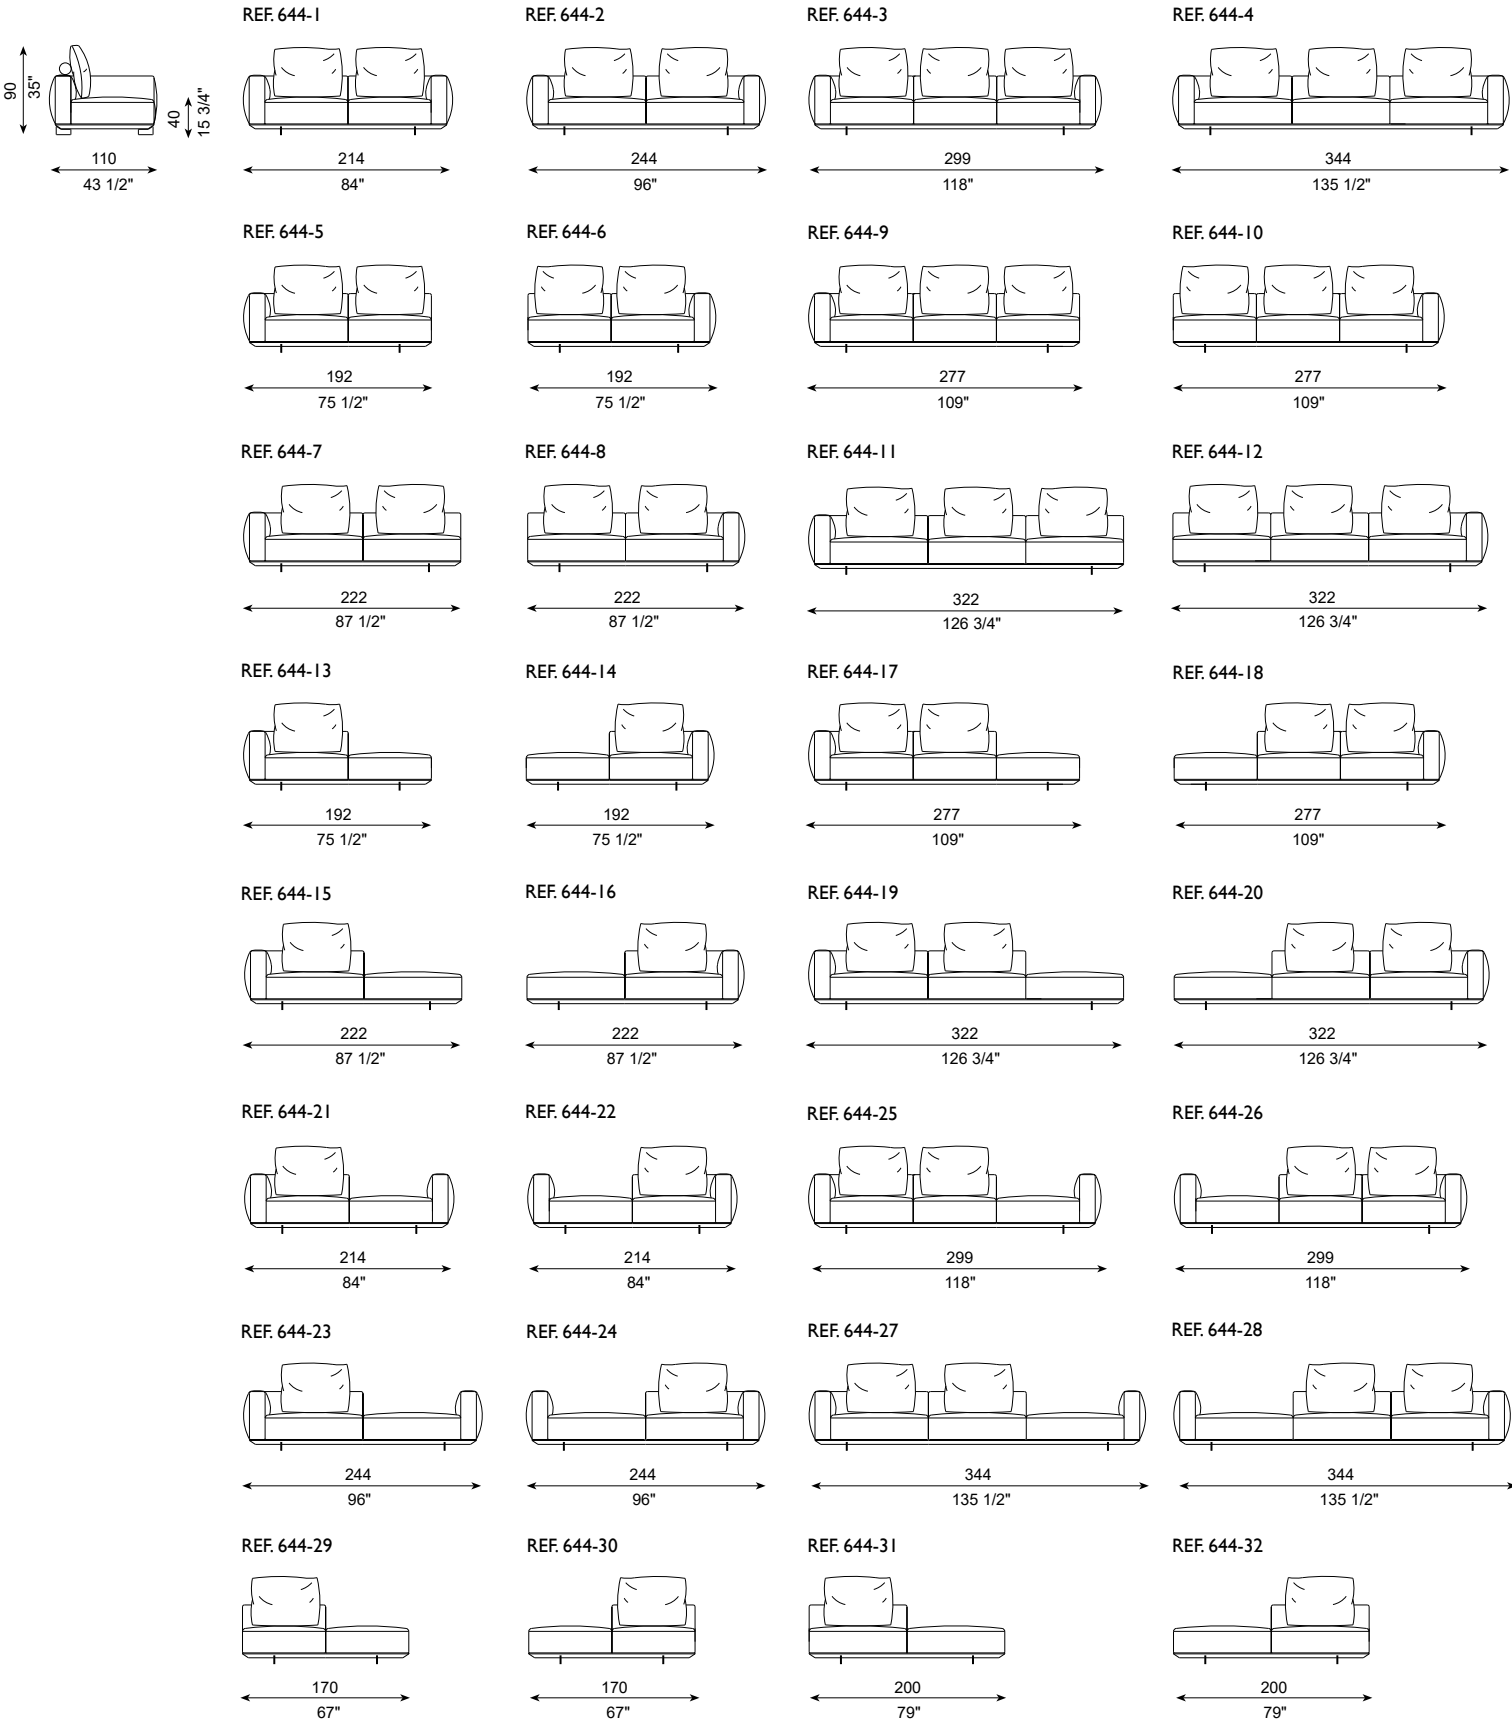 REF. 644-1 REF. 644-2 REF. 644-3 REF. 644-4
90
35"
40
15 3/4"
110 214 244 299 344
43 1/2" 84" 96" 118" 135 1/2"
REF. 644-5 REF. 644-6 REF. 644-9 REF. 644-10
192 192 277 277
75 1/2" 75 1/2" 109" 109"
REF. 644-7 REF. 644-8 REF. 644-11 REF. 644-12
222 222 322 322
87 1/2" 87 1/2" 126 3/4" 126 3/4"
REF. 644-13 REF. 644-14 REF. 644-17 REF. 644-18
192 192 277 277
75 1/2" 75 1/2" 109" 109"
REF. 644-15 REF. 644-16 REF. 644-19 REF. 644-20
222 222 322 322
87 1/2" 87 1/2" 126 3/4" 126 3/4"
REF. 644-21 REF. 644-22 REF. 644-25 REF. 644-26
214 214 299 299
84" 84" 118" 118"
REF. 644-23 REF. 644-24 REF. 644-27 REF. 644-28
244 244 344 344
96" 96" 135 1/2" 135 1/2"
REF. 644-29 REF. 644-30 REF. 644-31 REF. 644-32
170 170 200 200
67" 67" 79" 79"